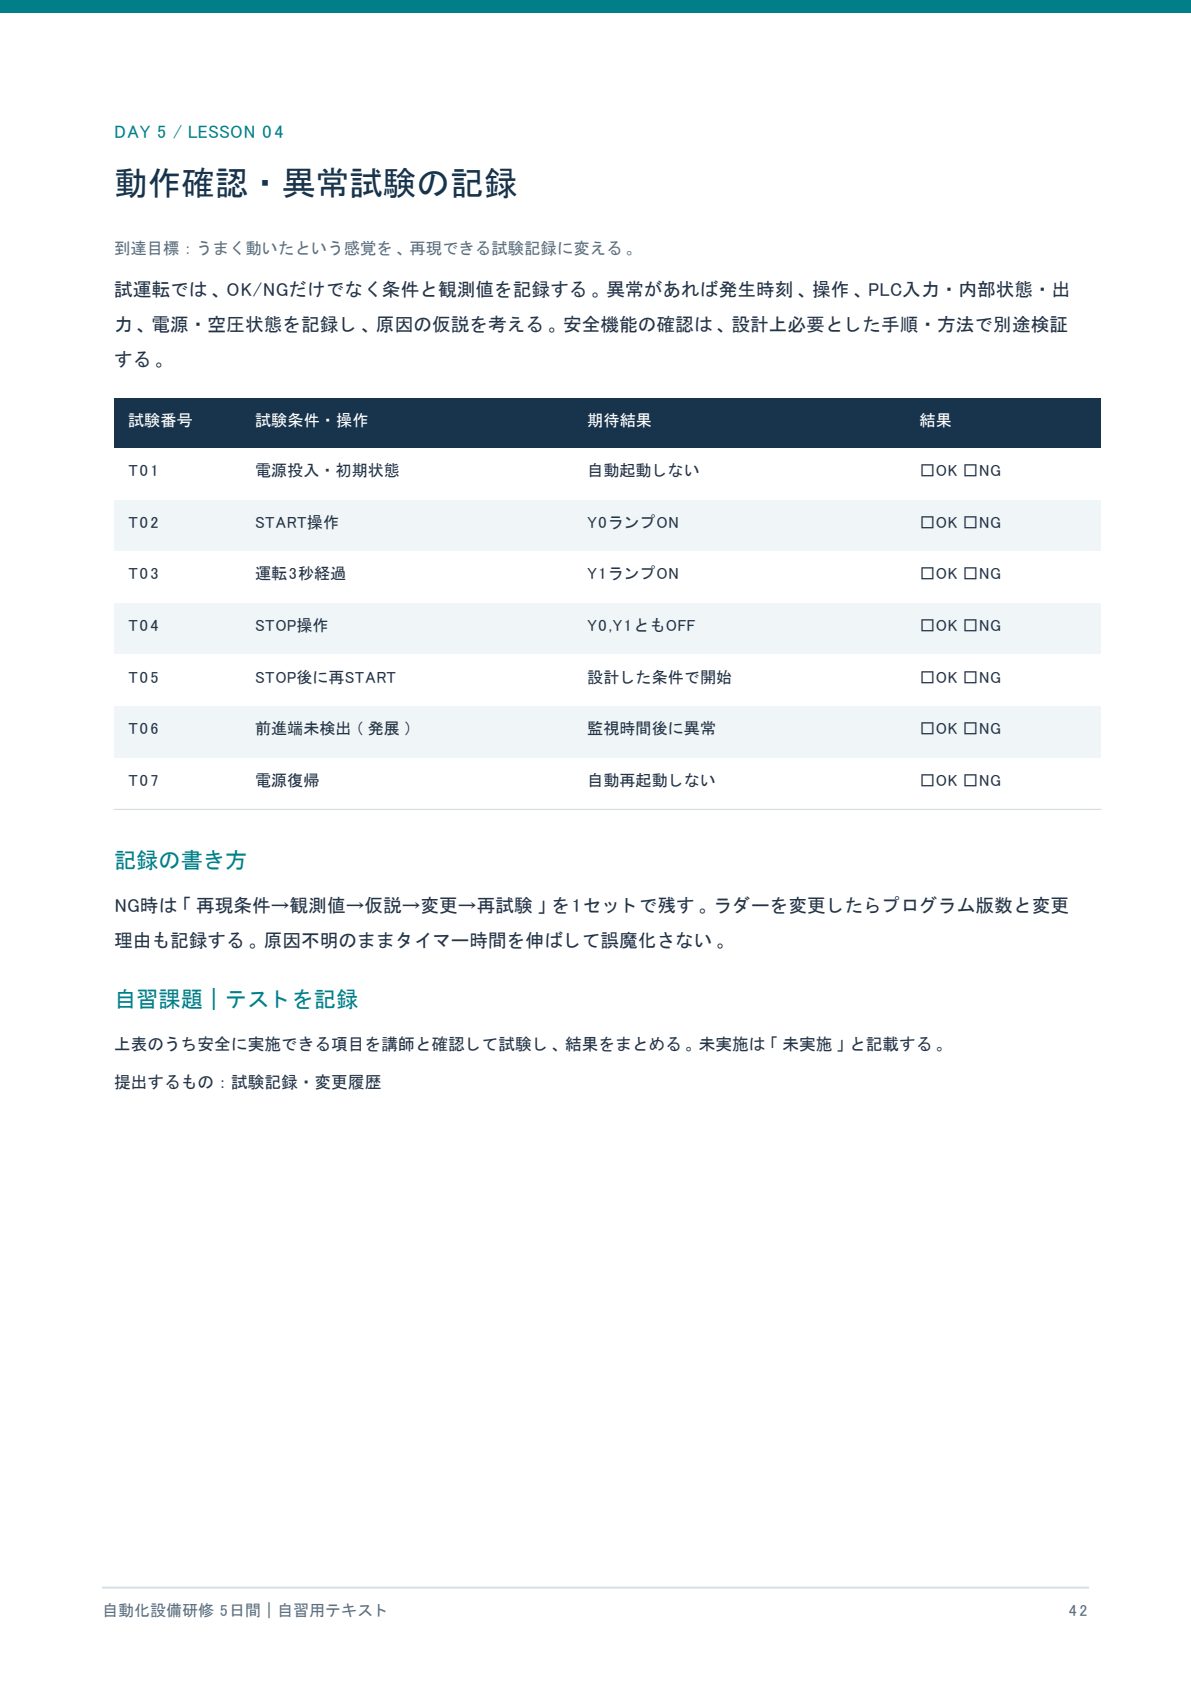 DAY 5 / LESSON 04
動作確認・異常試験の記録
到達目標：うまく動いたという感覚を、再現できる試験記録に変える。
試運転では、OK/NGだけでなく条件と観測値を記録する。異常があれば発生時刻、操作、PLC入力・内部状態・出
力、電源・空圧状態を記録し、原因の仮説を考える。安全機能の確認は、設計上必要とした手順・方法で別途検証
する。
試験番号 試験条件・操作 期待結果 結果
T01 電源投入・初期状態 自動起動しない □OK □NG
T02 START操作 Y0ランプON □OK □NG
T03 運転3秒経過 Y1ランプON □OK □NG
T04 STOP操作 Y0,Y1ともOFF □OK □NG
T05 STOP後に再START 設計した条件で開始 □OK □NG
T06 前進端未検出（発展） 監視時間後に異常 □OK □NG
T07 電源復帰 自動再起動しない □OK □NG
記録の書き方
NG時は「再現条件→観測値→仮説→変更→再試験」を1セットで残す。ラダーを変更したらプログラム版数と変更
理由も記録する。原因不明のままタイマー時間を伸ばして誤魔化さない。
自習課題｜テストを記録
上表のうち安全に実施できる項目を講師と確認して試験し、結果をまとめる。未実施は「未実施」と記載する。
提出するもの：試験記録・変更履歴
自動化設備研修 5日間｜自習用テキスト 42